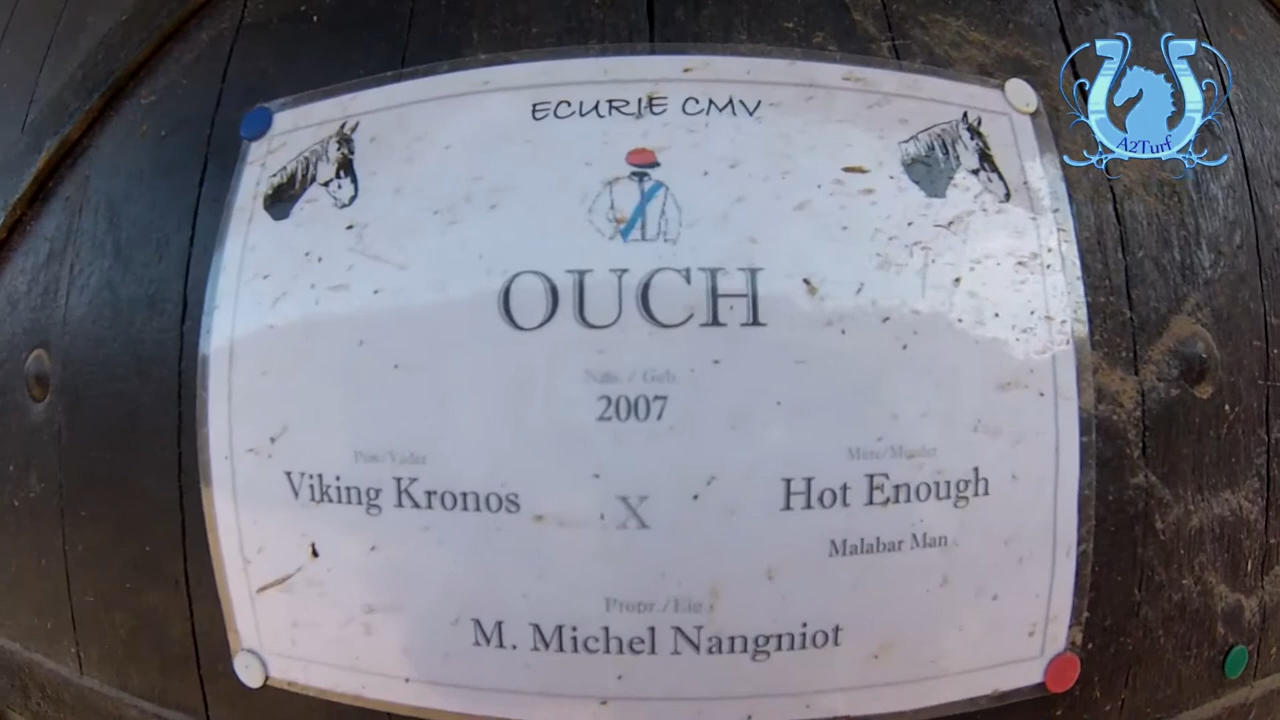 ECURIE CMV
A2Turf
OUCH
Naiss. / Geb.
2007
Père/Vader
Viking Kronos
X
Mère/Moeder
Hot Enough
Malabar Man
Propr./Eig.
M. Michel Nangniot